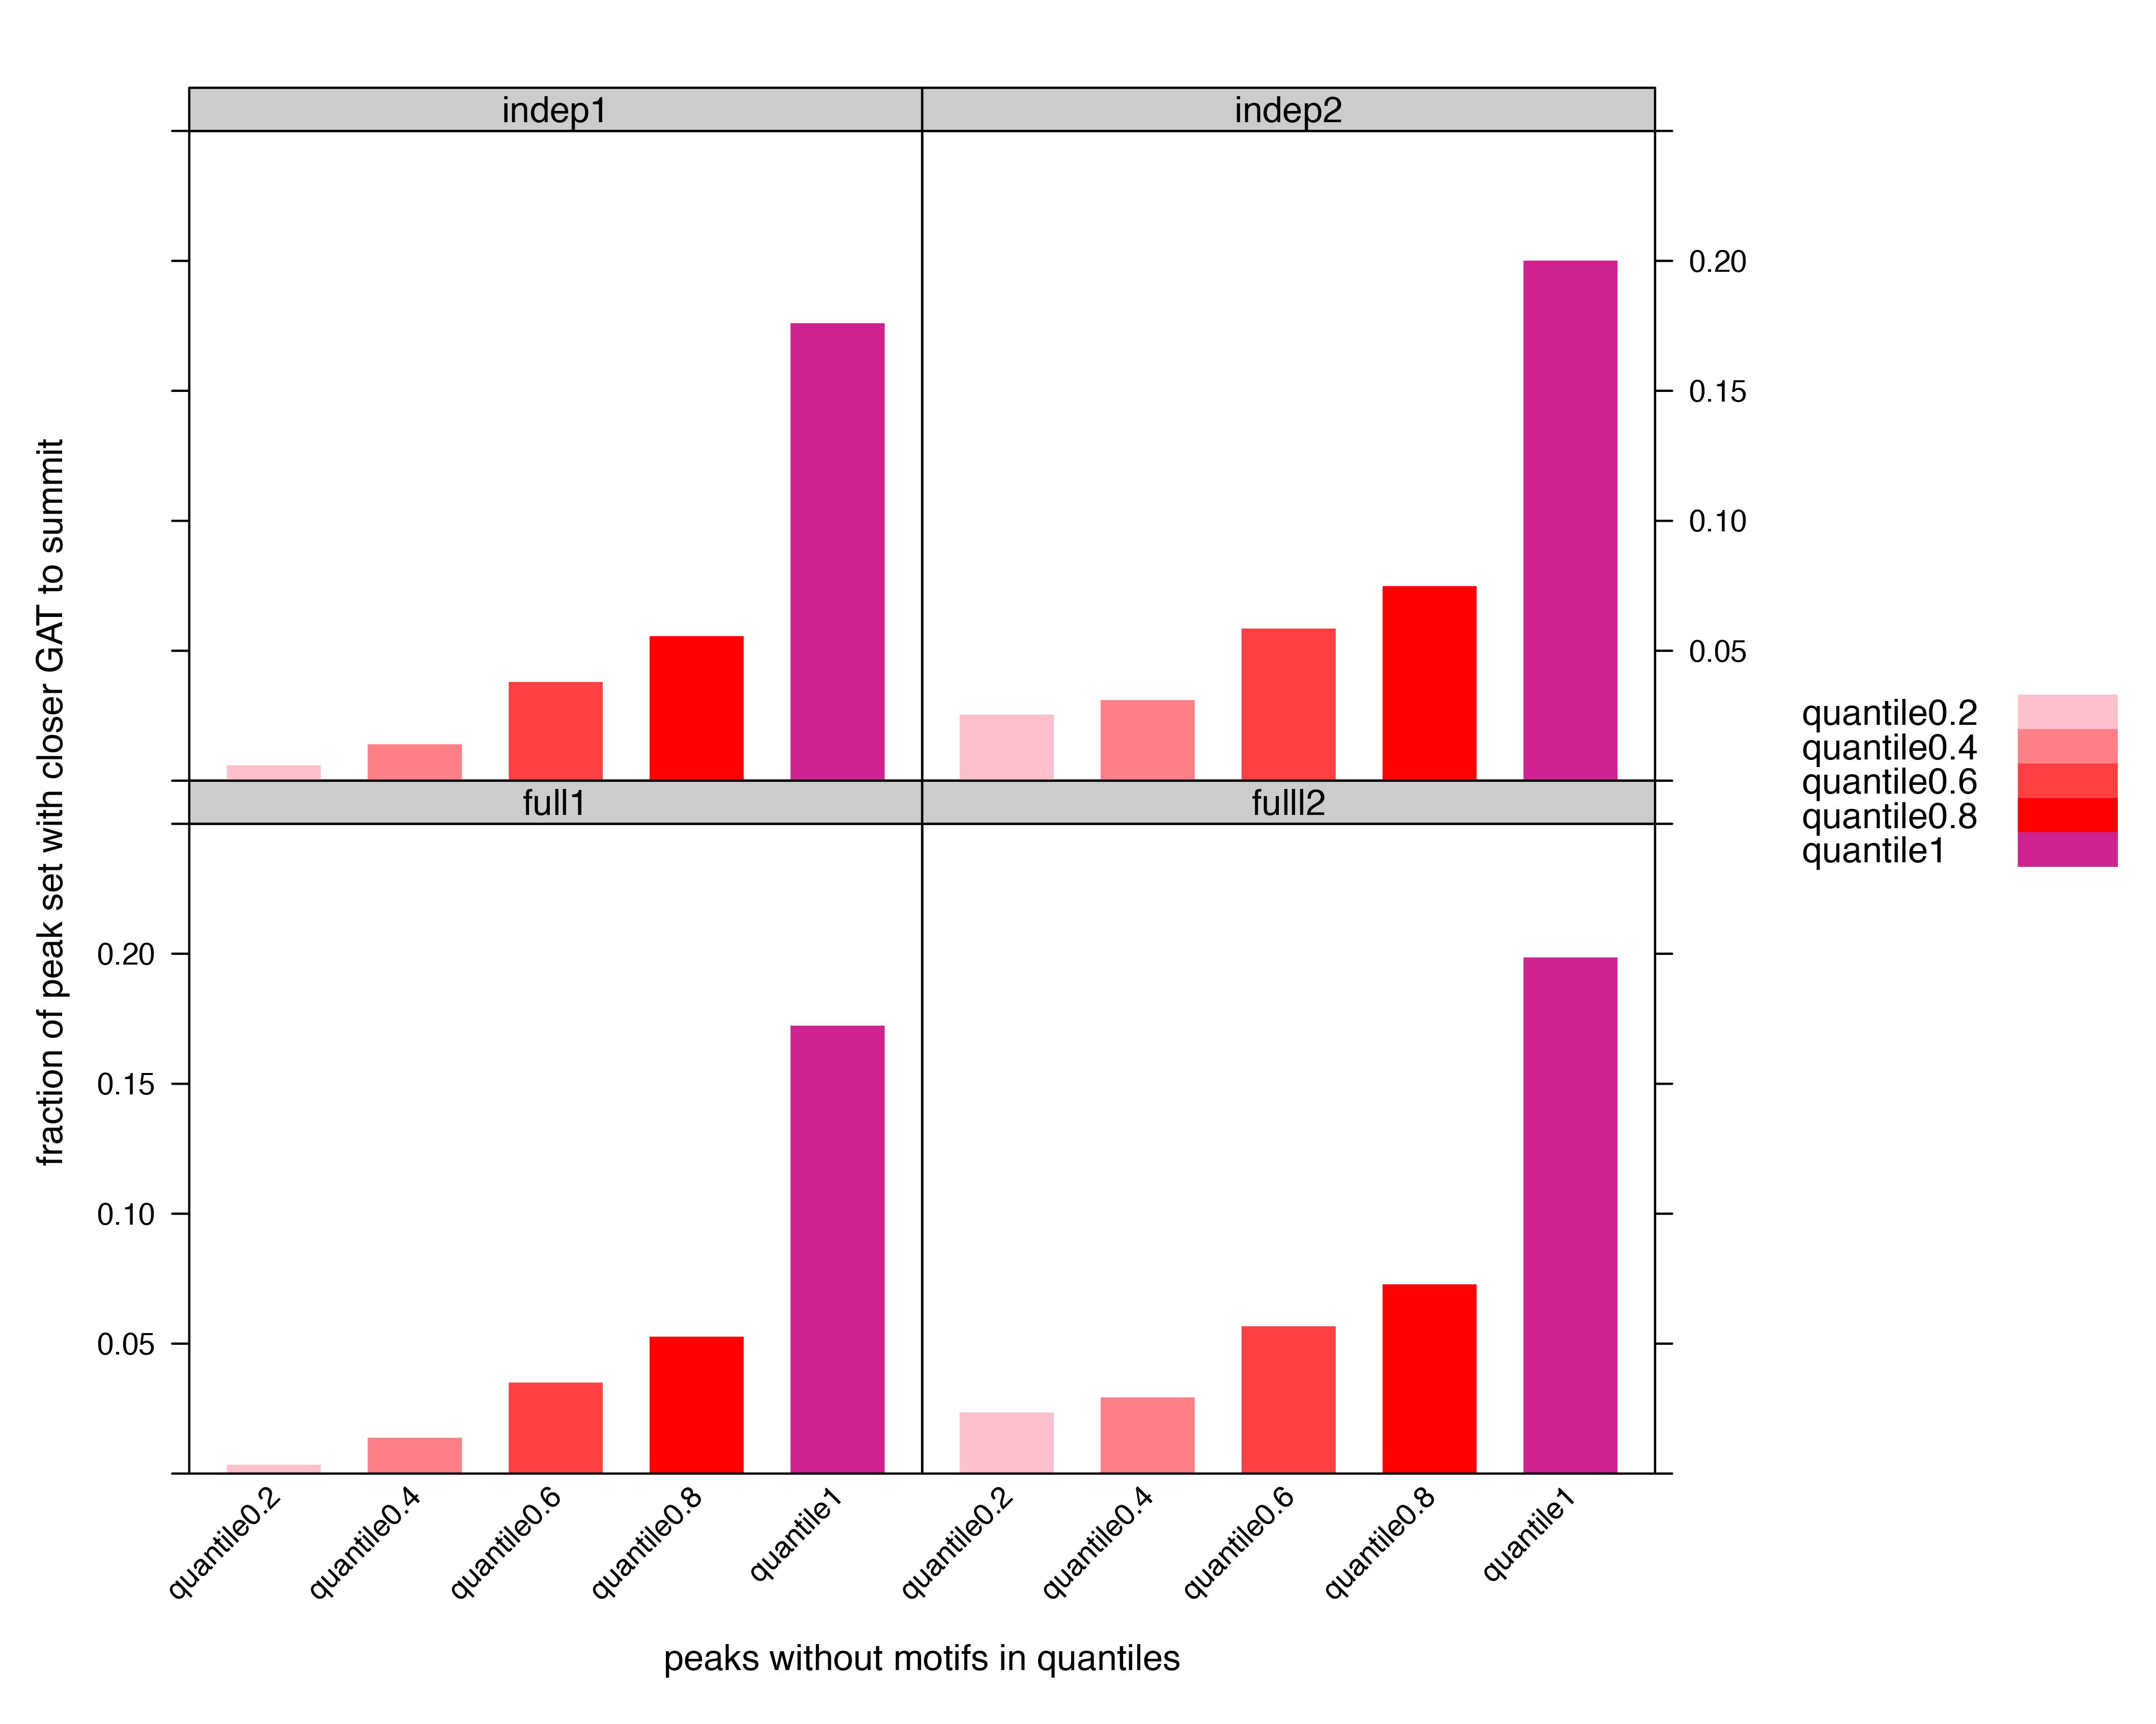 indep1
indep2
0.20
0.15
0.10
0.05
full1
fulll2
0.20
0.15
0.10
0.05
fraction of peak set with closer GAT to summit
quantile0.2
quantile0.4
quantile0.6
quantile0.8
quantile1
quantile0.2
quantile0.4
quantile0.6
quantile0.8
quantile1
peaks without motifs in quantiles
quantile0.2
quantile0.4
quantile0.6
quantile0.8
quantile1